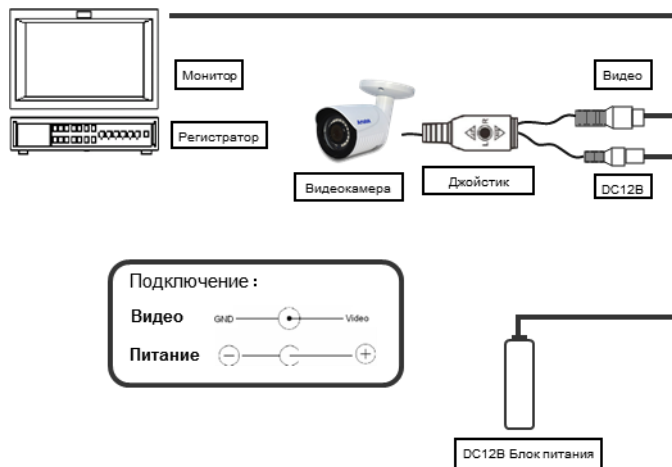 Монитор
Видео
Регистратор
Видеокамера
Джойстик
DC12В
Подключение :
Видео GND Video
Питание
DC12В Блок питания